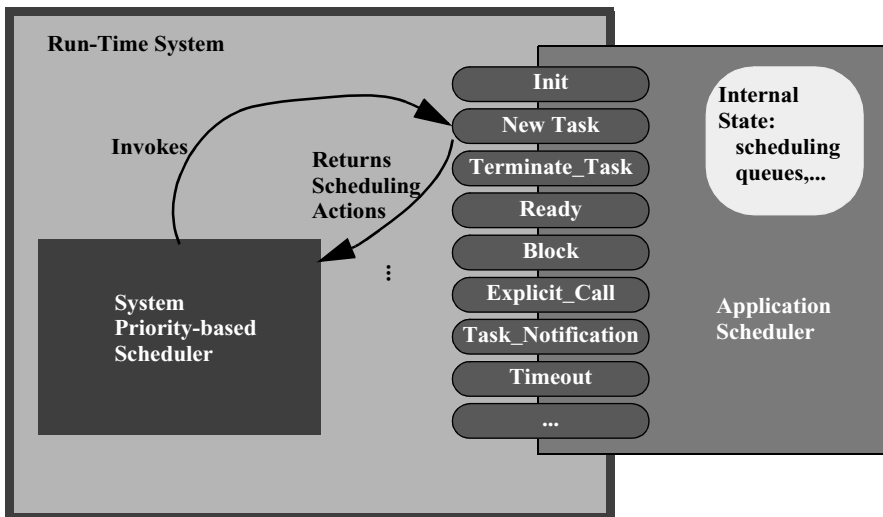 Run-Time System
Invokes
Returns
Scheduling
Actions
...
System
Priority-based
Scheduler
Init
New Task
Terminate_Task
Ready
Block
Explicit_Call
Task_Notification
Timeout
...
Internal
State:
scheduling
queues,...
Application
Scheduler